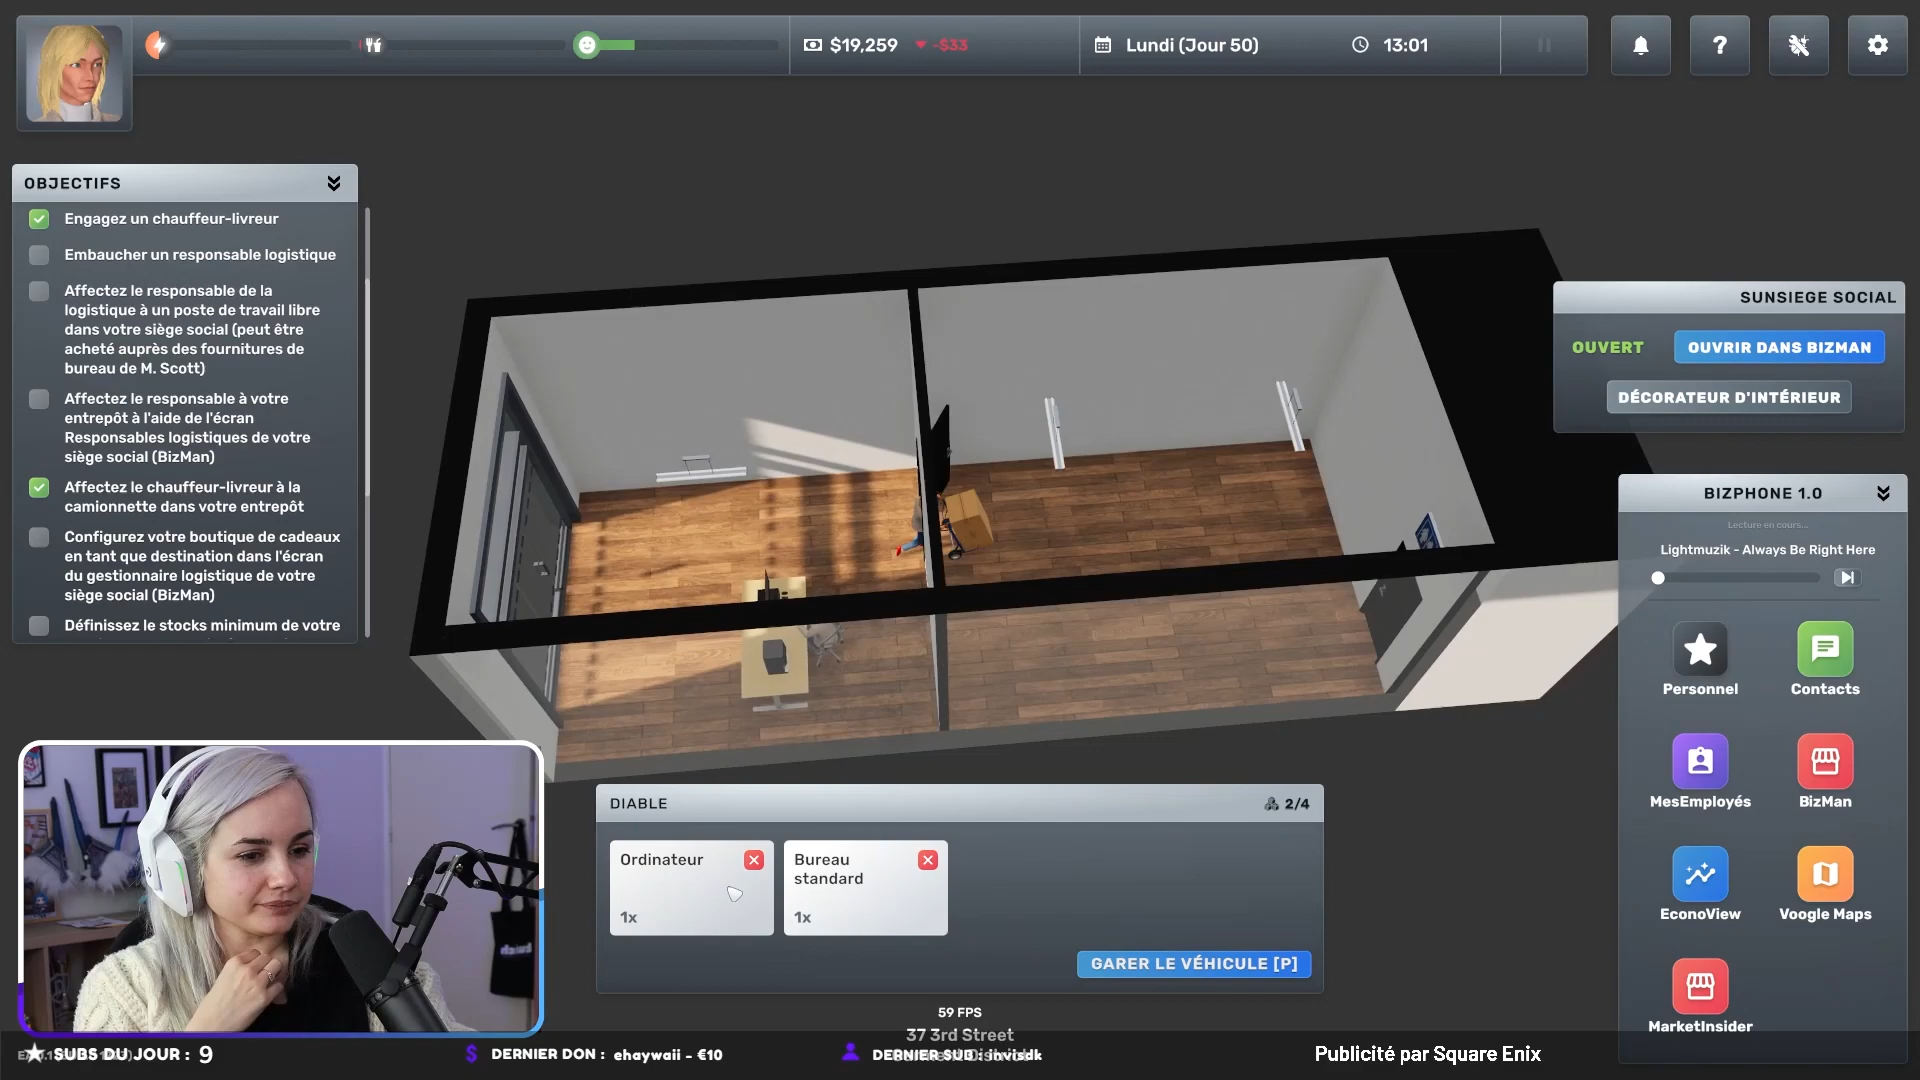 $19,259
-$33
Lundi (Jour 50)
13:01
?
OBJECTIFS
Engagez un chauffeur-livreur
Embaucher un responsable logistique
Affectez le responsable de la
logistique à un poste de travail libre
dans votre siège social (peut être
acheté auprès des fournitures de
bureau de M. Scott)
Affectez le responsable à votre
entrepôt à l'aide de l'écran
Responsables logistiques de votre
siège social (BizMan)
Affectez le chauffeur-livreur à la
camionnette dans votre entrepôt
Configurez votre boutique de cadeaux
en tant que destination dans l'écran
du gestionnaire logistique de votre
siège social (BizMan)
Définissez le stocks minimum de votre
SUNSIEGE SOCIAL
OUVERT
OUVRIR DANS BIZMAN
DÉCORATEUR D'INTÉRIEUR
BIZPHONE 1.0
Lecture en cours...
Lightmuzik - Always Be Right Here
Personnel
Contacts
MesEmployés
BizMan
EconoView
Voogle Maps
MarketInsider
DIABLE
2/4
Ordinateur
1x
Bureau
standard
1x
GARER LE VÉHICULE [P]
59 FPS
37 3rd Street
SUBS DU JOUR : 9
DERNIER DON : ehaywaii - €10
DERNIER SUB :
Publicité par Square Enix